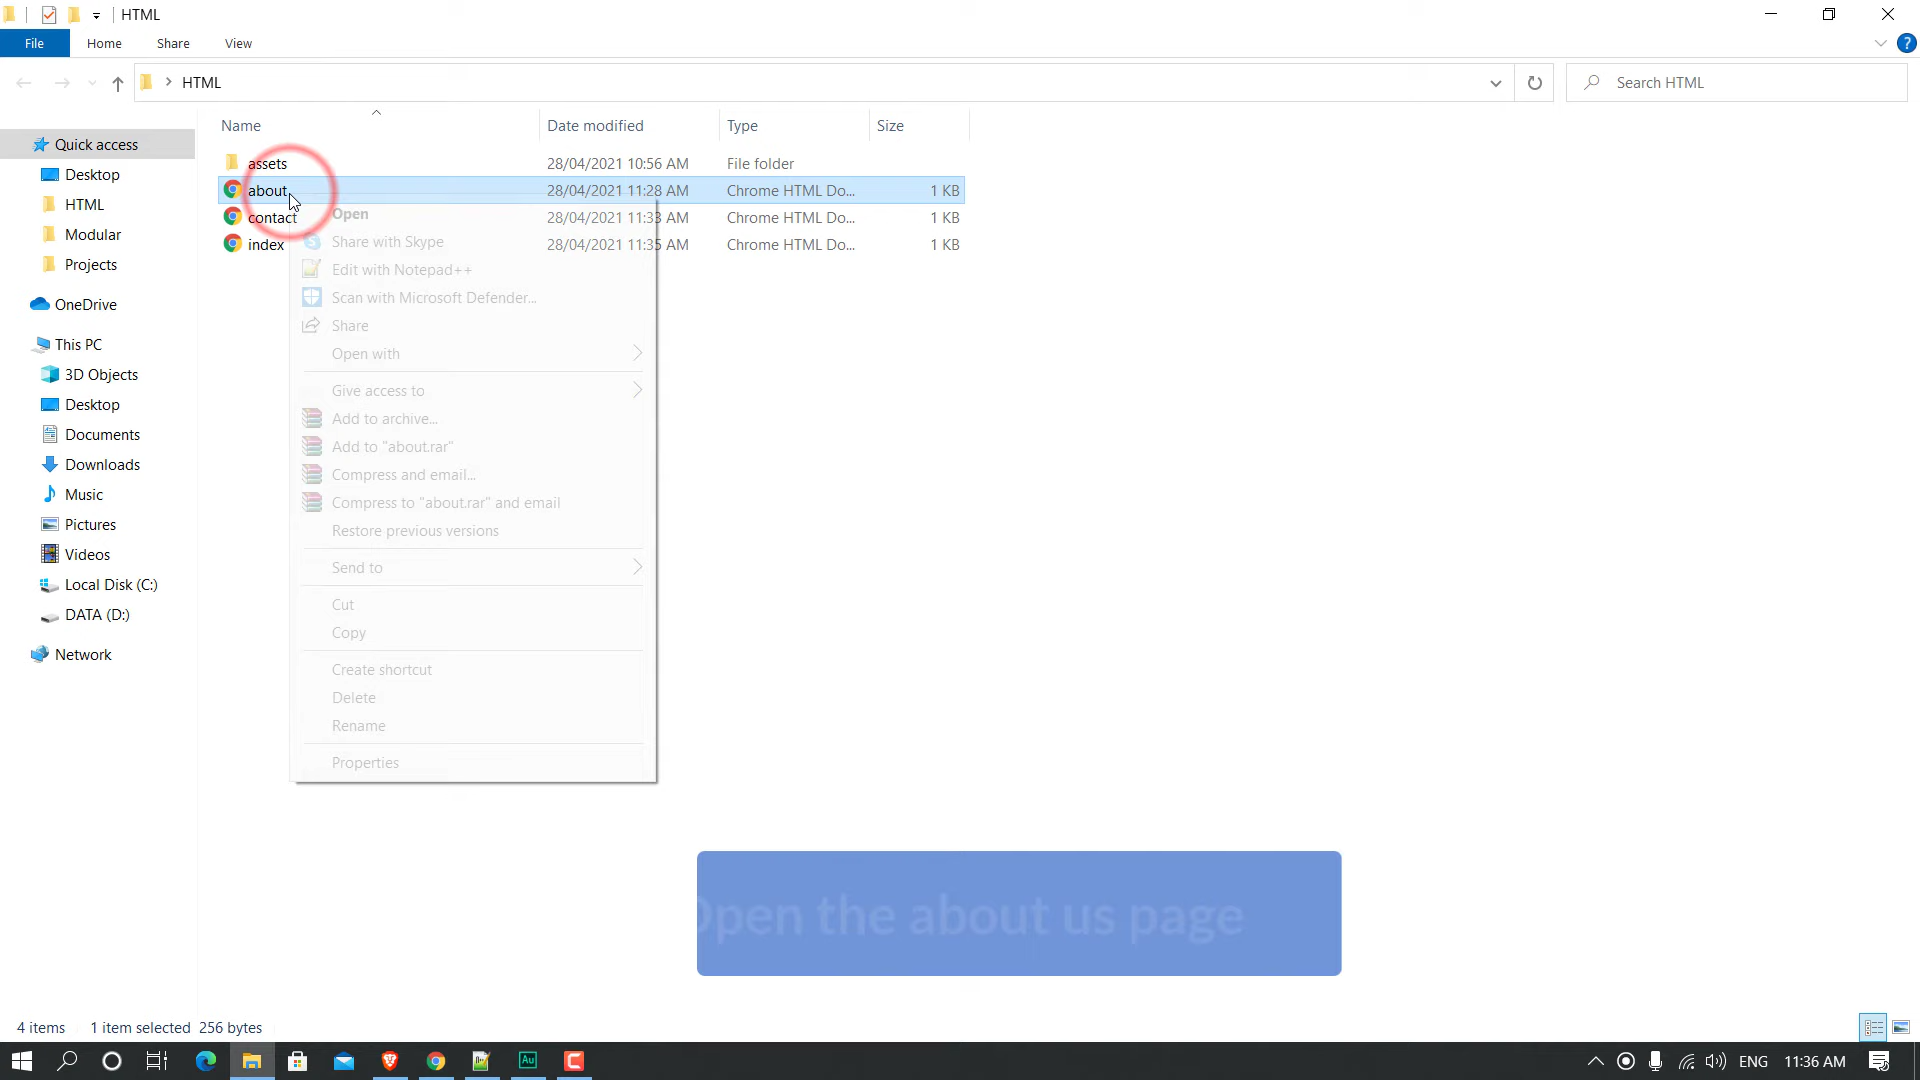 HTML
File Home Share View
HTML
Search HTML
Name Date modified Type Size
Quick access
Desktop
HTML
Modular
Projects
OneDrive
This PC
3D Objects
Desktop
Documents
Downloads
Music
Pictures
Videos
Local Disk (C:)
DATA (D:)
Network
assets 28/04/2021 10:56 AM File folder
about 28/04/2021 11:28 AM Chrome HTML Do... 1 KB
contact 28/04/2021 11:33 AM Chrome HTML Do... 1 KB
index 28/04/2021 11:35 AM Chrome HTML Do... 1 KB
Open
Share with Skype
Edit with Notepad++
Scan with Microsoft Defender...
Share
Open with
Give access to
Add to archive...
Add to "about.rar"
Compress and email...
Compress to "about.rar" and email
Restore previous versions
Send to
Cut
Copy
Create shortcut
Delete
Rename
Properties
Open the about us page
4 items 1 item selected 256 bytes
Au
ENG 11:36 AM